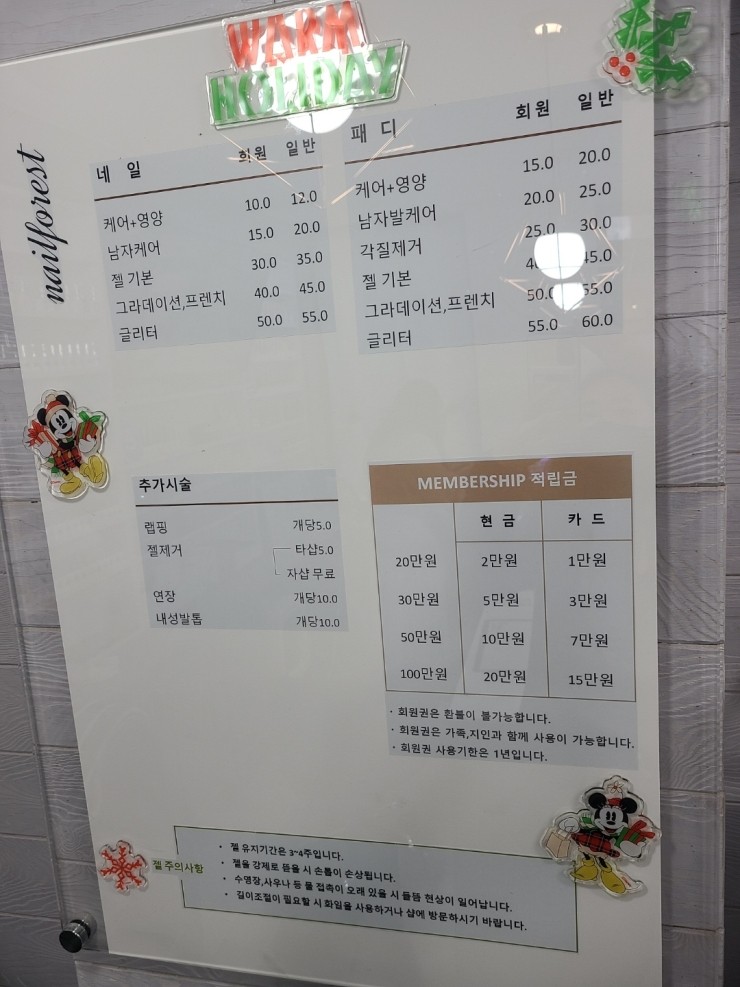 WARM
HOLIDAY
nailforest
네 일 회원 일반
케어+영양 10.0 12.0
남자케어 15.0 20.0
젤 기본 30.0 35.0
그라데이션,프렌치 40.0 45.0
글리터 50.0 55.0
패 디 회원 일반
케어+영양 15.0 20.0
남자발케어 20.0 25.0
각질제거 25.0 30.0
젤 기본
그라데이션,프렌치 50.0 55.0
글리터 55.0 60.0
추가시술
랩핑 개당5.0
젤제거 타샵5.0
자샵 무료
연장 개당10.0
내성발톱 개당10.0
MEMBERSHIP 적립금
현 금 카 드
20만원 2만원 1만원
30만원 5만원 3만원
50만원 10만원 7만원
100만원 20만원 15만원
· 회원권은 환불이 불가능합니다.
· 회원권은 가족,지인과 함께 사용이 가능합니다.
· 회원권 사용기한은 1년입니다.
젤 주의사항
· 젤 유지기간은 3~4주입니다.
· 젤을 강제로 뜯을 시 손톱이 손상됩니다.
· 수영장,사우나 등 물 접촉이 오래 있을 시 들뜸 현상이 일어납니다.
· 길이조절이 필요할 시 화일을 사용하거나 샵에 방문하시기 바랍니다.